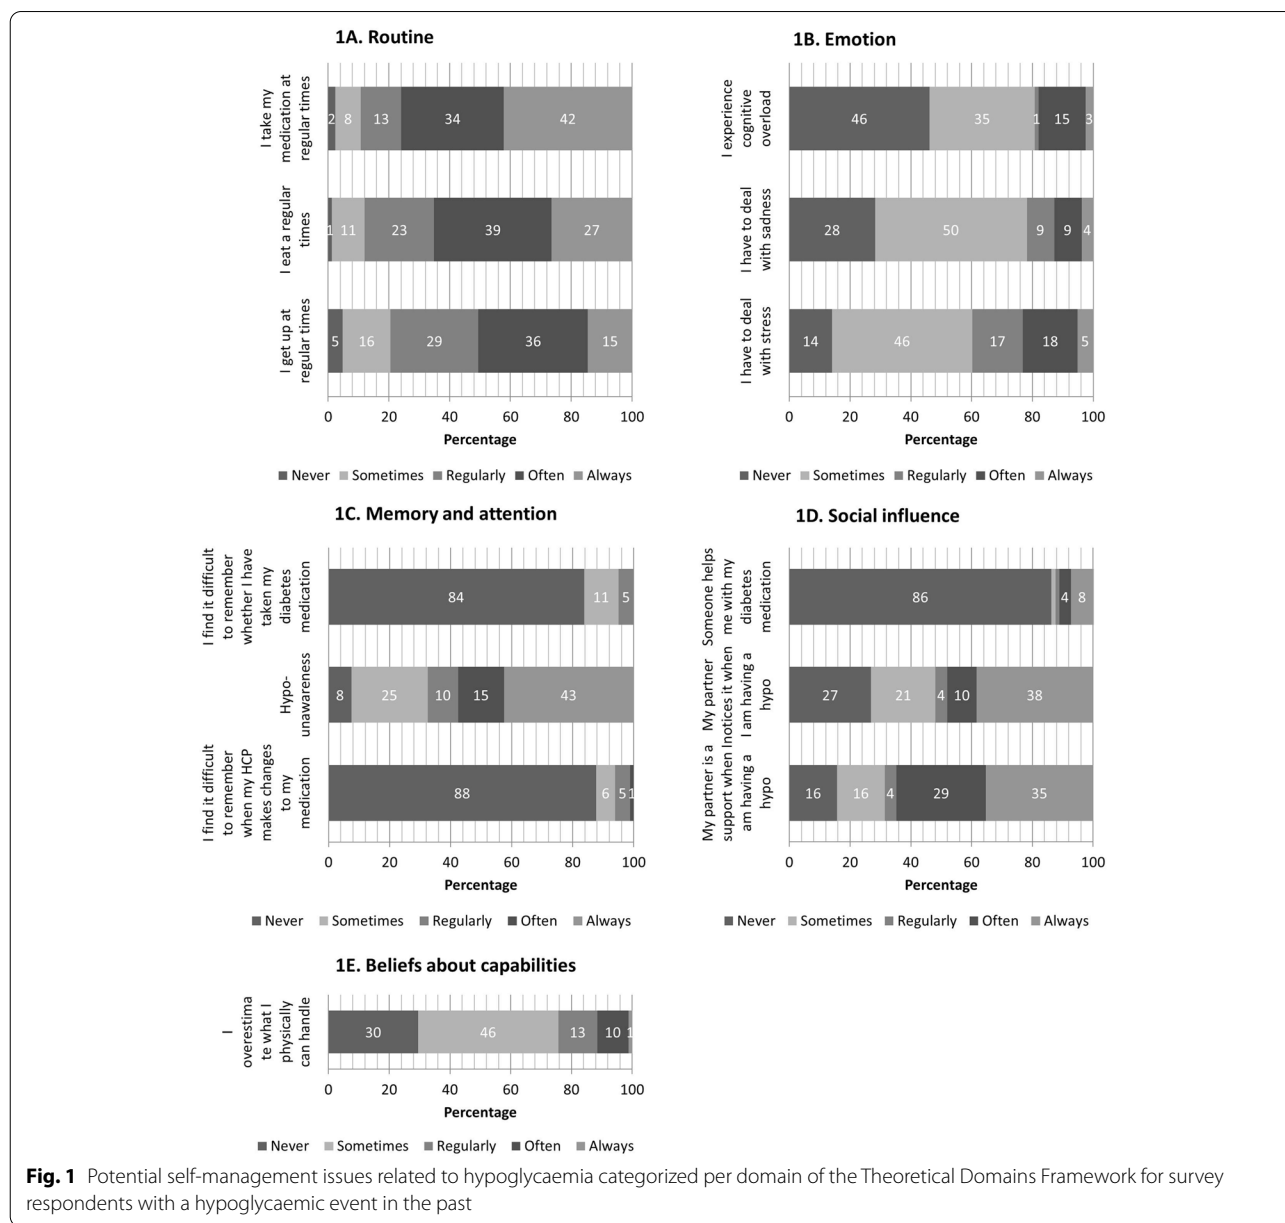 1A. Routine
I take my
medication at
regular times
2 8 13 34 42
I eat a regular
times
1 11 23 39 27
I get up at
regular times
5 16 29 36 15
0 20 40 60 80 100
Percentage
Never Sometimes Regularly Often Always
1B. Emotion
I experience
cognitive
overload
46 35 1 15 3
I have to deal
with sadness
28 50 9 9 4
I have to deal
with stress
14 46 17 18 5
0 20 40 60 80 100
Percentage
Never Sometimes Regularly Often Always
1C. Memory and attention
I find it difficult
to remember
whether I have
taken my
diabetes
medication
84 11 5
Hypo-
unawareness
8 25 10 15 43
I find it difficult
to remember
when my HCP
makes changes
to my
medication
88 6 5 1
0 20 40 60 80 100
Percentage
Never Sometimes Regularly Often Always
1D. Social influence
Someone helps
me with my
diabetes
medication
86 4 8
My partner
notices it when
I am having a
hypo
27 21 4 10 38
My partner is a
support when I
am having a
hypo
16 16 4 29 35
0 20 40 60 80 100
Percentage
Never Sometimes Regularly Often Always
1E. Beliefs about capabilities
I
overestima
te what I
physically
can handle
30 46 13 10 1
0 20 40 60 80 100
Percentage
Never Sometimes Regularly Often Always
Fig. 1 Potential self-management issues related to hypoglycaemia categorized per domain of the Theoretical Domains Framework for survey
respondents with a hypoglycaemic event in the past